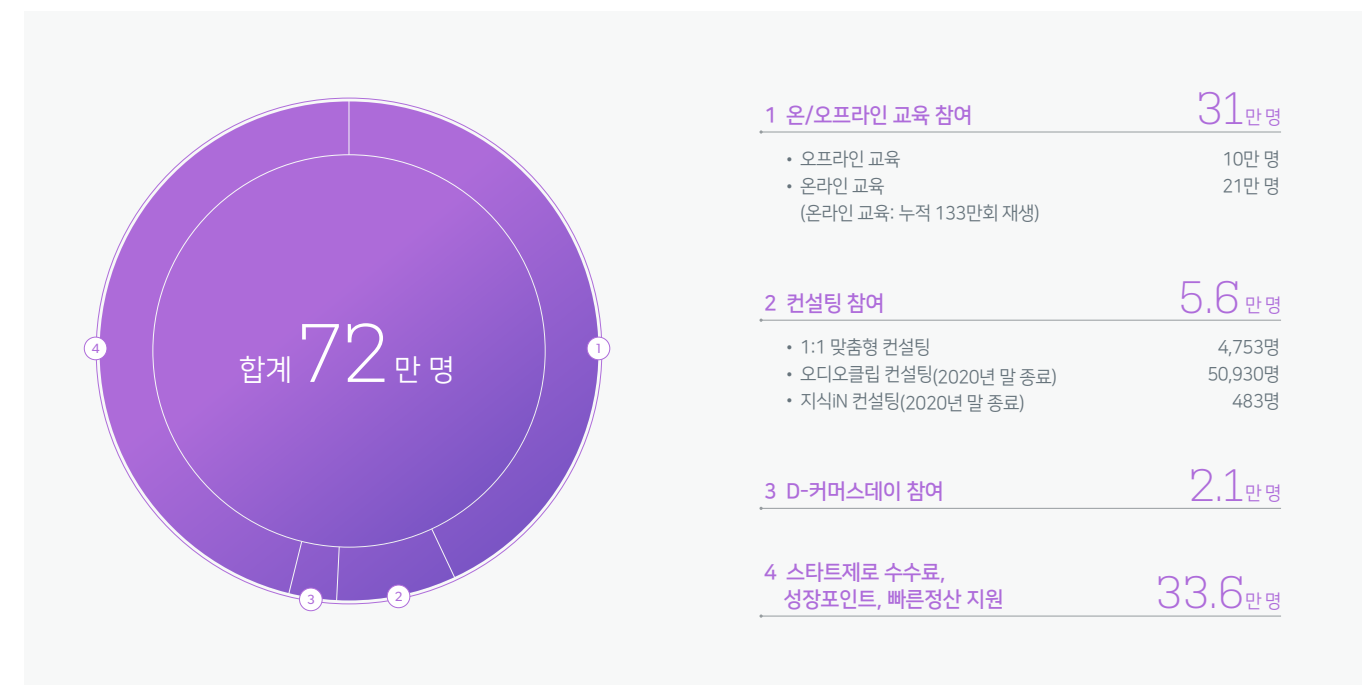 합계 72 만 명
1
2
3
4
1 온/오프라인 교육 참여 31만 명
• 오프라인 교육 10만 명
• 온라인 교육 21만 명
(온라인 교육: 누적 133만회 재생)
2 컨설팅 참여 5.6 만 명
• 1:1 맞춤형 컨설팅 4,753명
• 오디오클립 컨설팅(2020년 말 종료) 50,930명
• 지식iN 컨설팅(2020년 말 종료) 483명
3 D-커머스데이 참여 2.1만 명
4 스타트제로 수수료,
성장포인트, 빠른정산 지원 33.6만 명